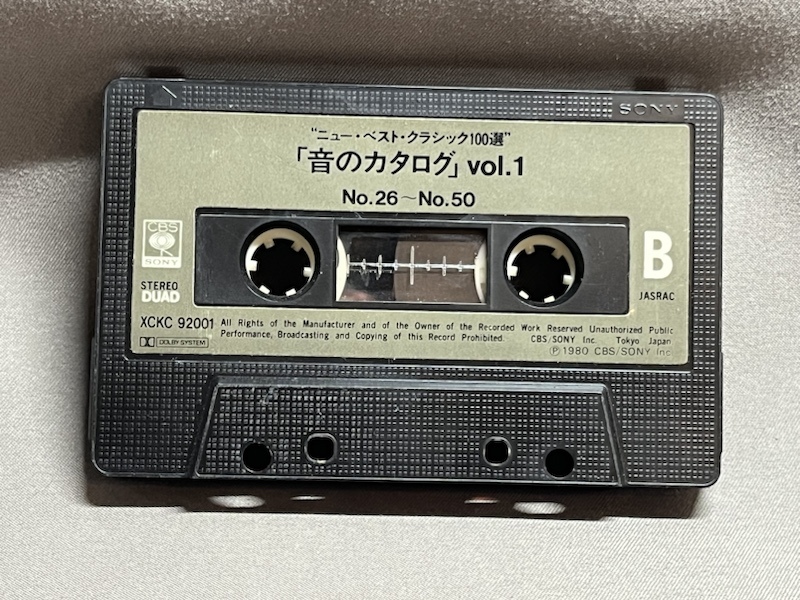 SONY
"ニュー・ベスト・クラシック100選"
「音のカタログ」vol.1
No.26〜No.50
CBS
SONY
B
STEREO
DUAD
JASRAC
XCKC 92001
All Rights of the Manufacturer and of the Owner of the Recorded Work Reserved Unauthorized Public
Performance, Broadcasting and Copying of this Record Prohibited. CBS/SONY Inc. Tokyo Japan
DOLBY SYSTEM
Ⓟ1980 CBS/SONY Inc